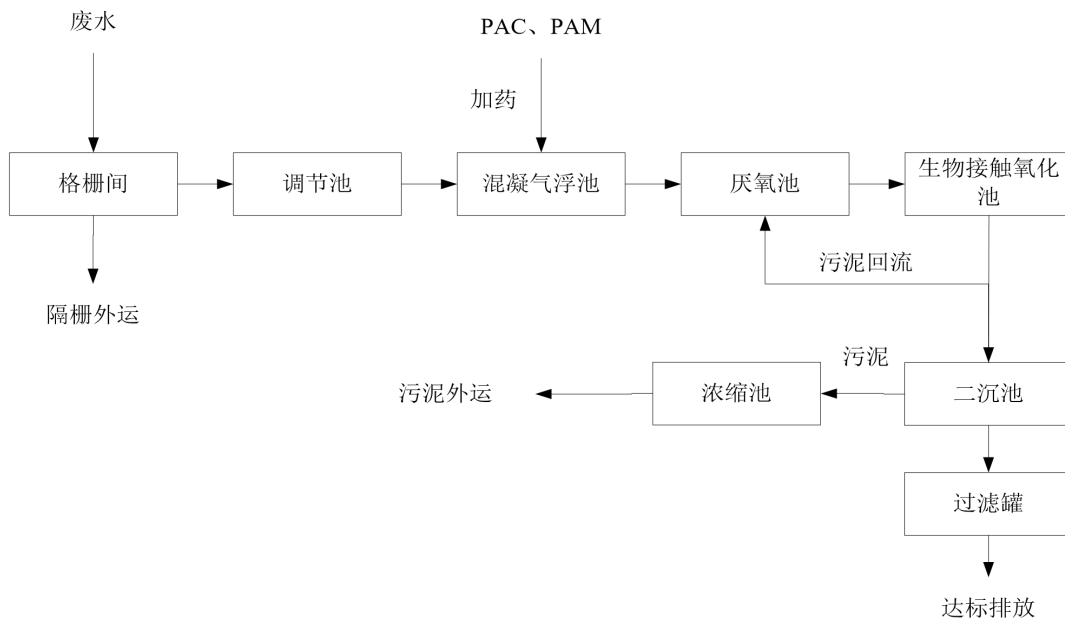 废水
PAC、PAM
加药
格栅间
调节池
混凝气浮池
厌氧池
生物接触氧化
池
污泥回流
隔栅外运
污泥
污泥外运
浓缩池
二沉池
过滤罐
达标排放